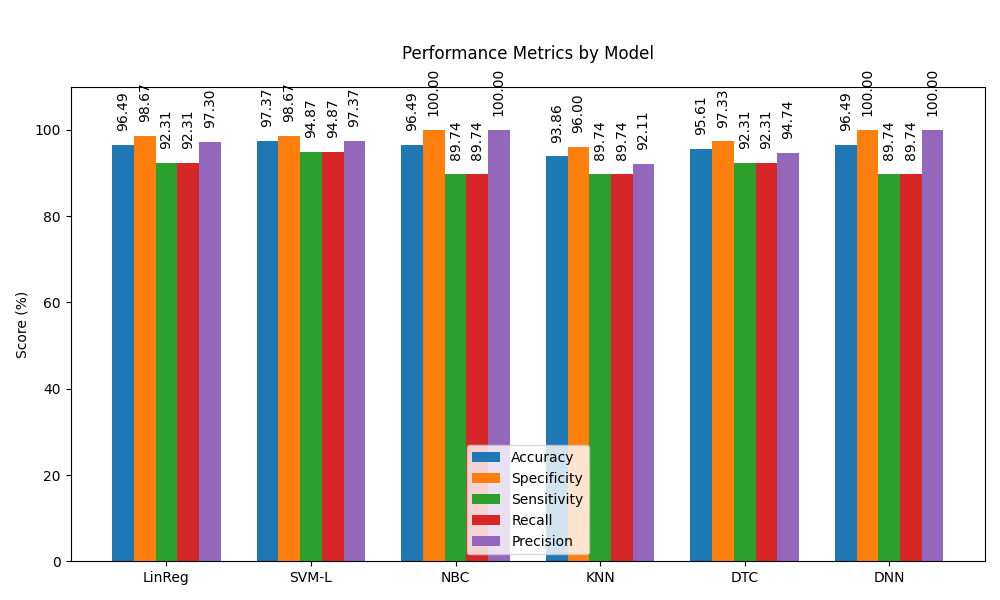 Performance Metrics by Model
Score (%)
100
80
60
40
20
0
96.49 98.67 92.31 92.31 97.30
97.37 98.67 94.87 94.87 97.37
96.49 100.00 89.74 89.74 100.00
93.86 96.00 89.74 89.74 92.11
95.61 97.33 92.31 92.31 94.74
96.49 100.00 89.74 89.74 100.00
Accuracy
Specificity
Sensitivity
Recall
Precision
LinReg SVM-L NBC KNN DTC DNN